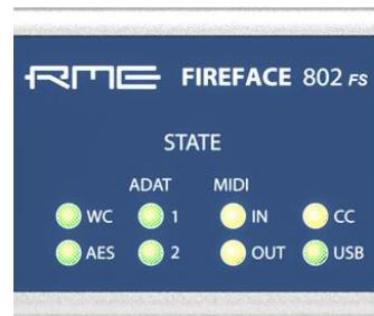 RME FIREFACE 802 FS
STATE
ADAT MIDI
WC 1 IN CC
AES 2 OUT USB